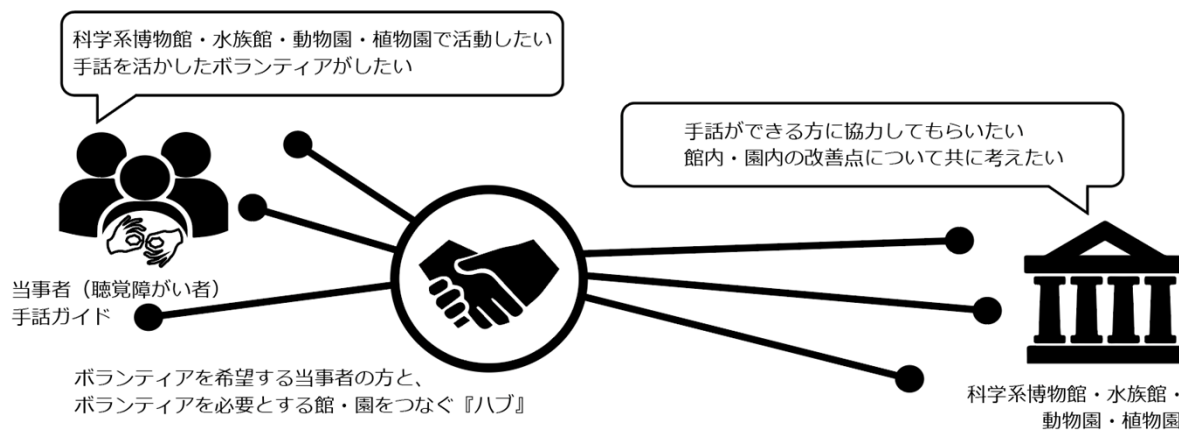 科学系博物館・水族館・動物園・植物園で活動したい
手話を活かしたボランティアがしたい
手話ができる方に協力してもらいたい
館内・園内の改善点について共に考えたい
当事者（聴覚障がい者）
手話ガイド
ボランティアを希望する当事者の方と、
ボランティアを必要とする館・園をつなぐ『ハブ』
科学系博物館・水族館・
動物園・植物園